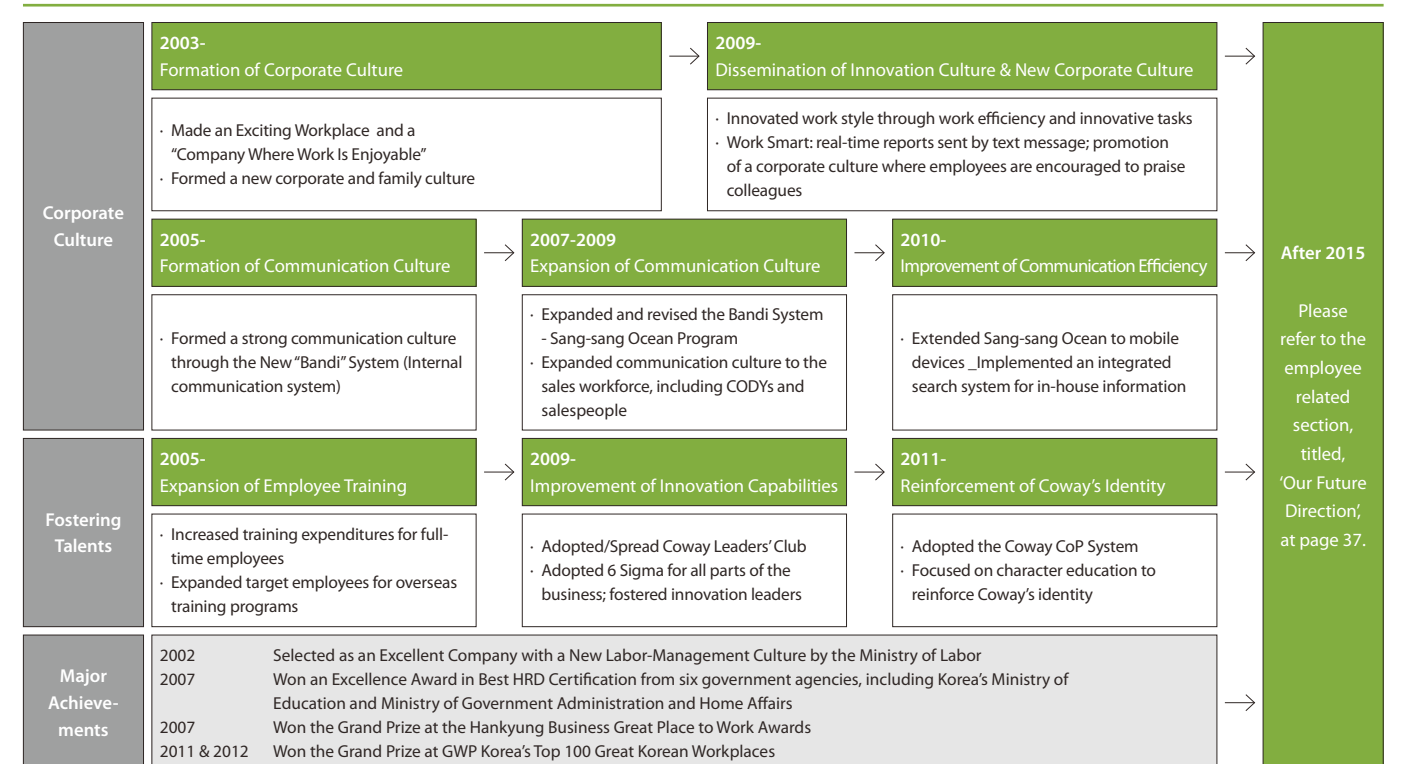 Corporate
Culture
2003-
Formation of Corporate Culture
· Made an Exciting Workplace and a
“Company Where Work Is Enjoyable”
· Formed a new corporate and family culture
2009-
Dissemination of Innovation Culture & New Corporate Culture
· Innovated work style through work efficiency and innovative tasks
· Work Smart: real-time reports sent by text message; promotion
of a corporate culture where employees are encouraged to praise
colleagues
2005-
Formation of Communication Culture
· Formed a strong communication culture
through the New “Bandi” System (Internal
communication system)
2007-2009
Expansion of Communication Culture
· Expanded and revised the Bandi System
- Sang-sang Ocean Program
· Expanded communication culture to the
sales workforce, including CODYs and
salespeople
2010-
Improvement of Communication Efficiency
· Extended Sang-sang Ocean to mobile
devices _Implemented an integrated
search system for in-house information
Fostering
Talents
2005-
Expansion of Employee Training
· Increased training expenditures for full-
time employees
· Expanded target employees for overseas
training programs
2009-
Improvement of Innovation Capabilities
· Adopted/Spread Coway Leaders’ Club
· Adopted 6 Sigma for all parts of the
business; fostered innovation leaders
2011-
Reinforcement of Coway’s Identity
· Adopted the Coway CoP System
· Focused on character education to
reinforce Coway’s identity
Major
Achieve-
ments
2002 Selected as an Excellent Company with a New Labor-Management Culture by the Ministry of Labor
2007 Won an Excellence Award in Best HRD Certification from six government agencies, including Korea’s Ministry of
Education and Ministry of Government Administration and Home Affairs
2007 Won the Grand Prize at the Hankyung Business Great Place to Work Awards
2011 & 2012 Won the Grand Prize at GWP Korea’s Top 100 Great Korean Workplaces
After 2015
Please
refer to the
employee
related
section,
titled,
‘Our Future
Direction’,
at page 37.